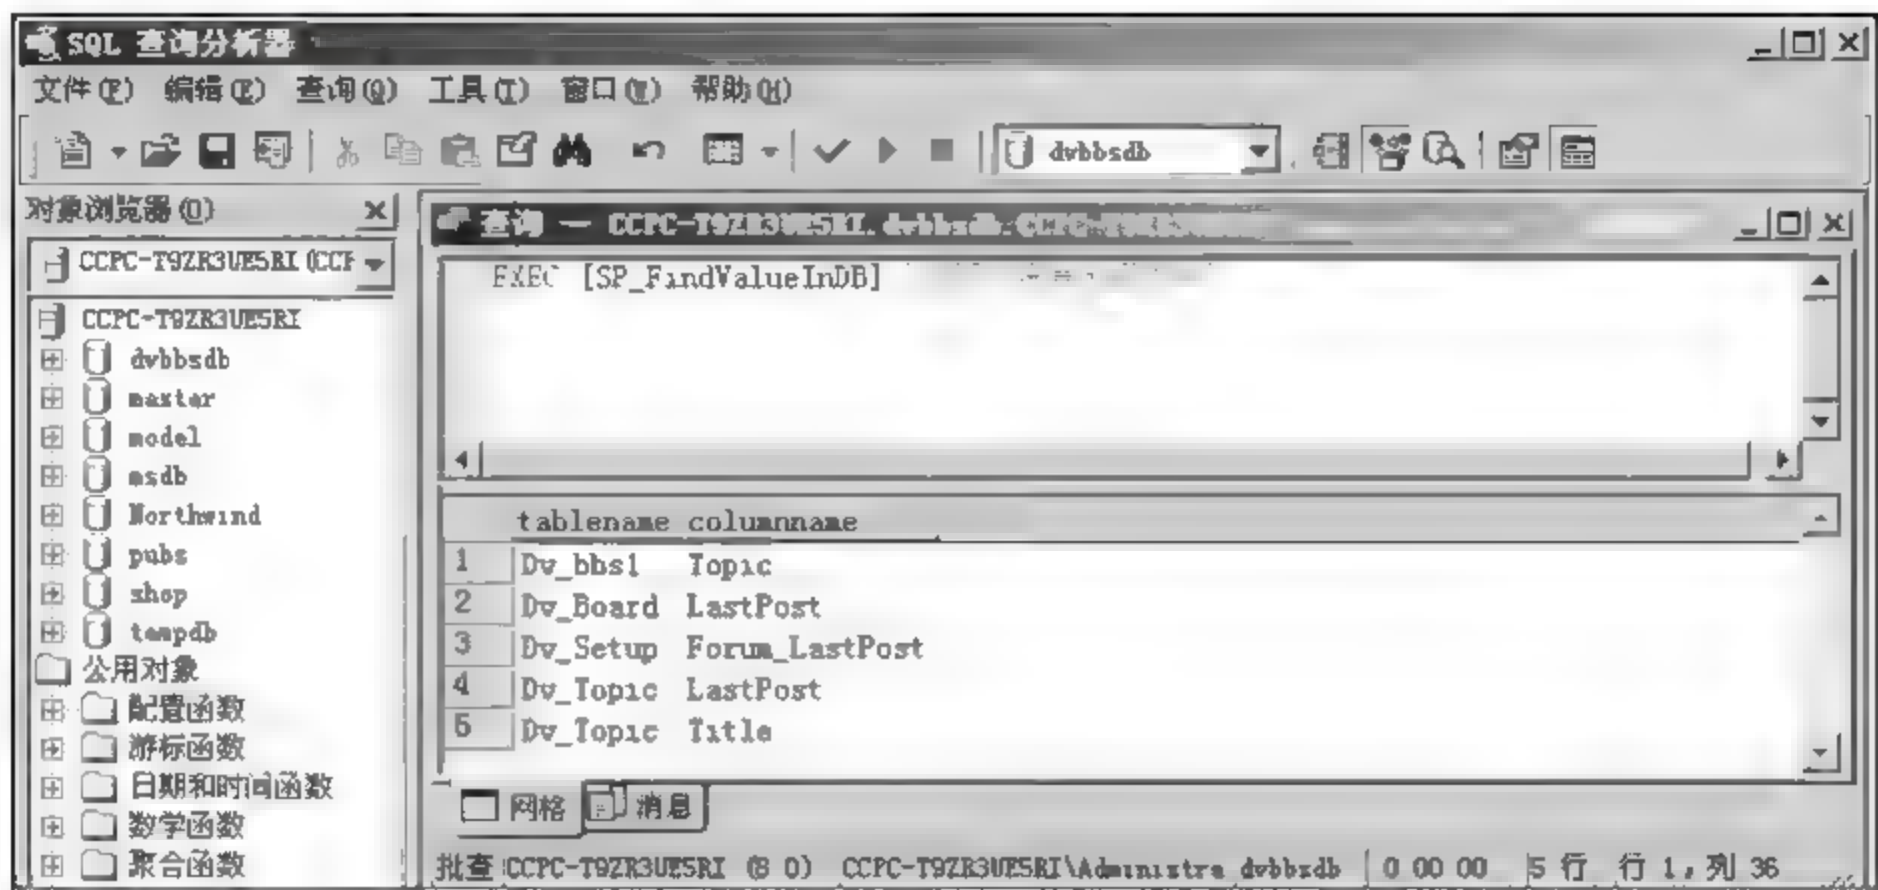 SQL 查询分析器
文件(F) 编辑(E) 查询(Q) 工具(T) 窗口(W) 帮助(H)
dvbbsdb
对象浏览器(O)
CCPC-T9ZR3UE5RI (CCP
CCPC-T9ZR3UE5RI
dvbbsdb
master
model
msdb
Northwind
pubs
shop
tempdb
公用对象
配置函数
游标函数
日期和时间函数
数学函数
聚合函数
查询 — CCPC-T9ZR3UE5RI.dvbbsdb
EXEC [SP_FindValueInDB]
tablename columnname
1 Dv_bbs1 Topic
2 Dv_Board LastPost
3 Dv_Setup Forum_LastPost
4 Dv_Topic LastPost
5 Dv_Topic Title
网格 消息
批查 CCPC-T9ZR3UE5RI (8 0) CCPC-T9ZR3UE5RI\Administra dvbbsdb 0 00 00 5 行 行 1, 列 36